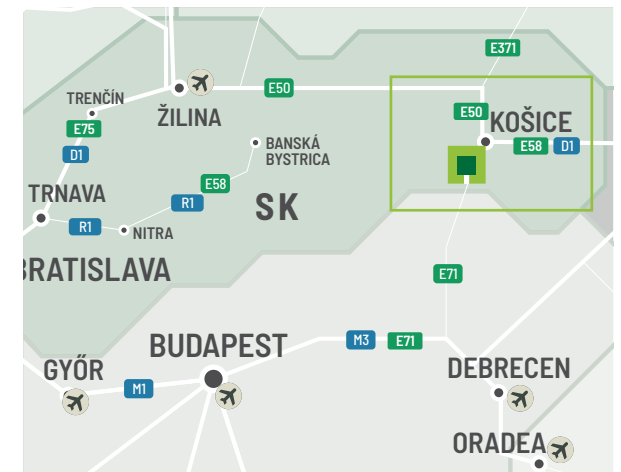 E371
TRENČÍN
E50
E50
ŽILINA
KOŠICE
E75
BANSKÁ
BYSTRICA
E58
D1
D1
E58
TRNAVA
R1
SK
R1
NITRA
BRATISLAVA
E71
BUDAPEST
M3
E71
GYŐR
DEBRECEN
M1
ORADEA